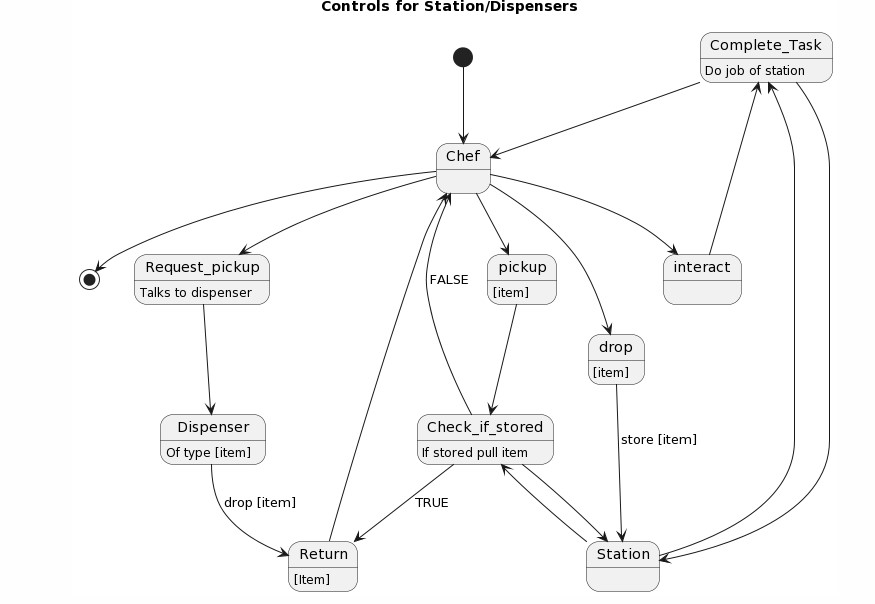 Controls for Station/Dispensers
Complete_Task
Do job of station
Chef
Request_pickup
Talks to dispenser
FALSE
pickup
[item]
interact
drop
[item]
Dispenser
Of type [item]
Check_if_stored
If stored pull item
store [item]
drop [item]
TRUE
Return
[Item]
Station